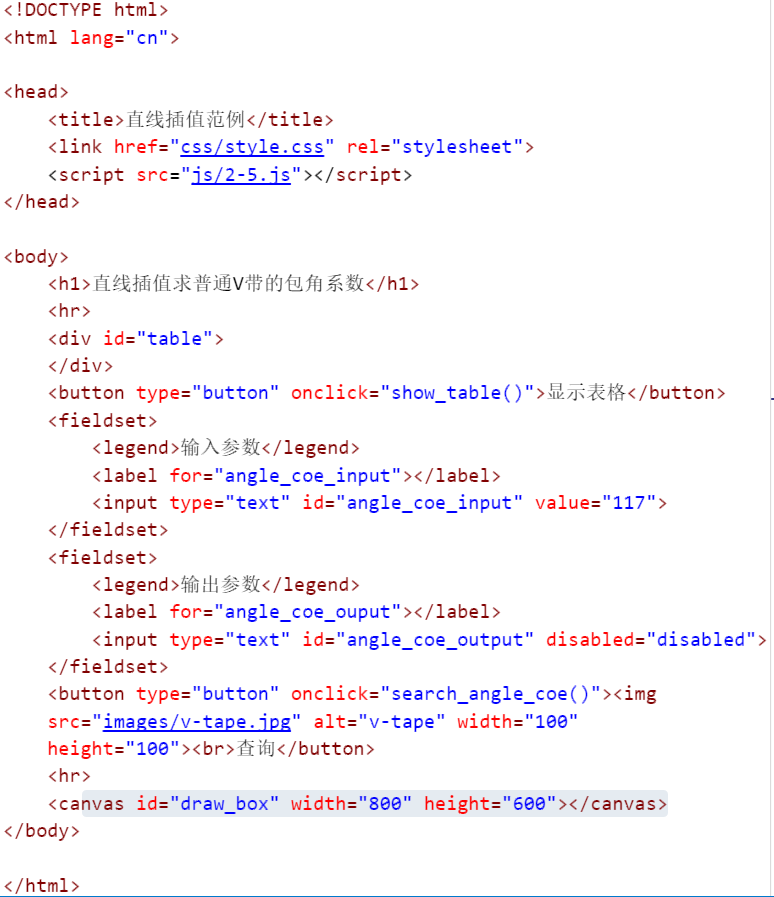 <!DOCTYPE html>
<html lang="cn">
<head>
<title>直线插值范例</title>
<link href="css/style.css" rel="stylesheet">
<script src="js/2-5.js"></script>
</head>
<body>
<h1>直线插值求普通V带的包角系数</h1>
<hr>
<div id="table">
</div>
<button type="button" onclick="show_table()">显示表格</button>
<fieldset>
<legend>输入参数</legend>
<label for="angle_coe_input"></label>
<input type="text" id="angle_coe_input" value="117">
</fieldset>
<fieldset>
<legend>输出参数</legend>
<label for="angle_coe_ouput"></label>
<input type="text" id="angle_coe_output" disabled="disabled">
</fieldset>
<button type="button" onclick="search_angle_coe()"><img
src="images/v-tape.jpg" alt="v-tape" width="100"
height="100"><br>查询</button>
<hr>
<canvas id="draw_box" width="800" height="600"></canvas>
</body>
</html>